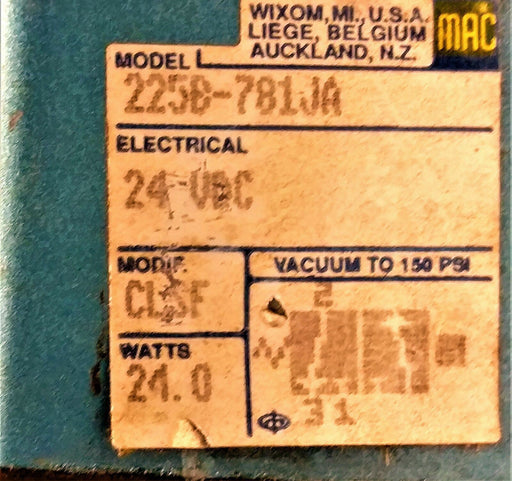 WIXOM, MI., U.S.A.
LIEGE, BELGIUM
AUCKLAND, N.Z.
MAC
MODEL
225B-781JA
ELECTRICAL
24 VDC
MODIF.
CLSF
WATTS
24.0
VACUUM TO 150 PSI
2
3 1